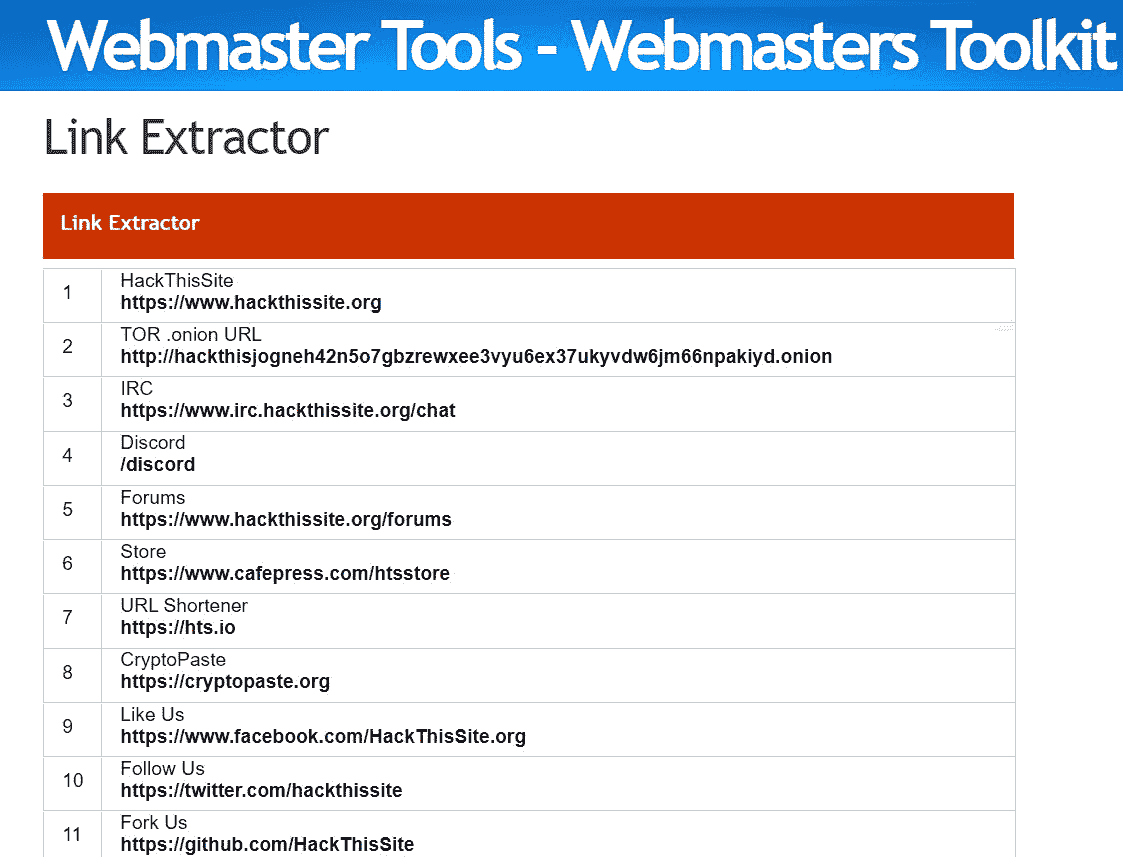 Webmaster Tools - Webmasters Toolkit
Link Extractor
Link Extractor
1
HackThisSite
https://www.hackthissite.org
2
TOR .onion URL
http://hackthisjogneh42n5o7gbzrewxee3vyu6ex37ukyvdw6jm66npakiyd.onion
3
IRC
https://www.irc.hackthissite.org/chat
4
Discord
/discord
5
Forums
https://www.hackthissite.org/forums
6
Store
https://www.cafepress.com/htsstore
7
URL Shortener
https://hts.io
8
CryptoPaste
https://cryptopaste.org
9
Like Us
https://www.facebook.com/HackThisSite.org
10
Follow Us
https://twitter.com/hackthissite
11
Fork Us
https://github.com/HackThisSite